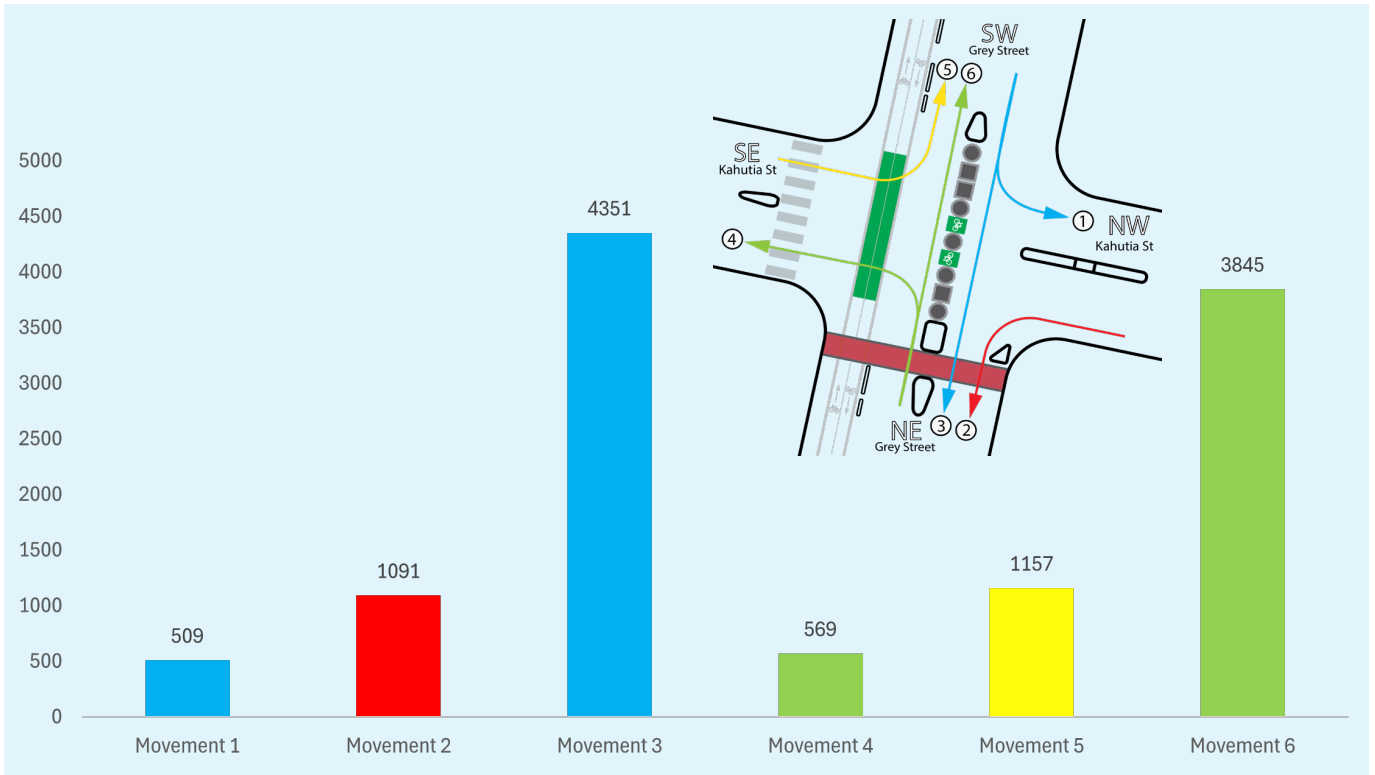 SW
Grey Street
5
6
SE
Kahutia St
1
NW
Kahutia St
4
NE
Grey Street
3
2
5000
4500
4000
3500
3000
2500
2000
1500
1000
500
0
509
1091
4351
569
1157
3845
Movement 1
Movement 2
Movement 3
Movement 4
Movement 5
Movement 6